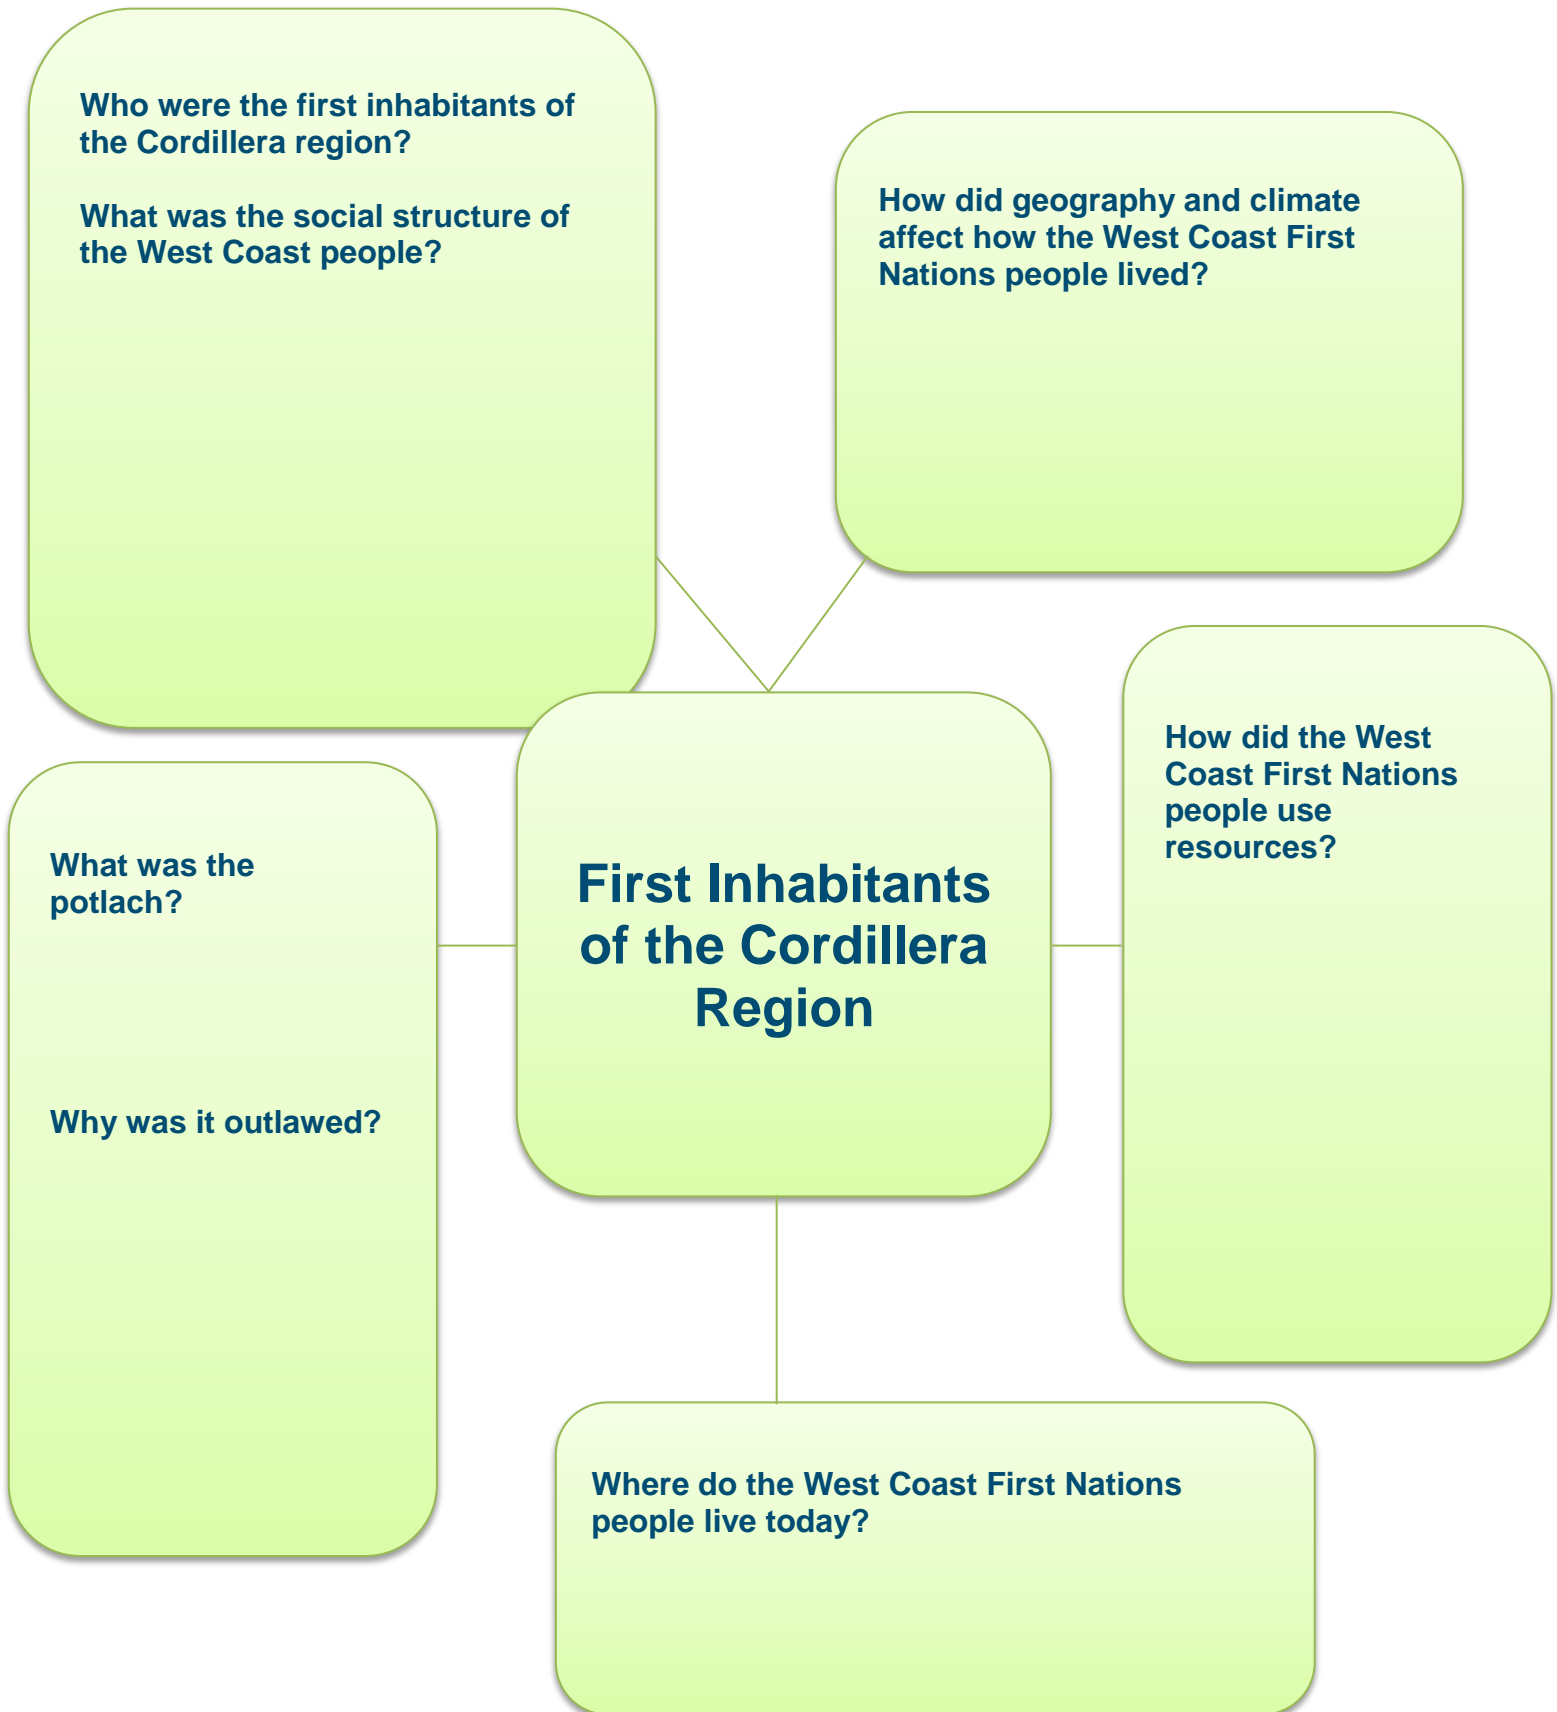 Who were the first inhabitants of
the Cordillera region?
What was the social structure of
the West Coast people?
How did geography and climate
affect how the West Coast First
Nations people lived?
How did the West
Coast First Nations
people use
resources?
What was the
potlach?
Why was it outlawed?
First Inhabitants
of the Cordillera
Region
Where do the West Coast First Nations
people live today?